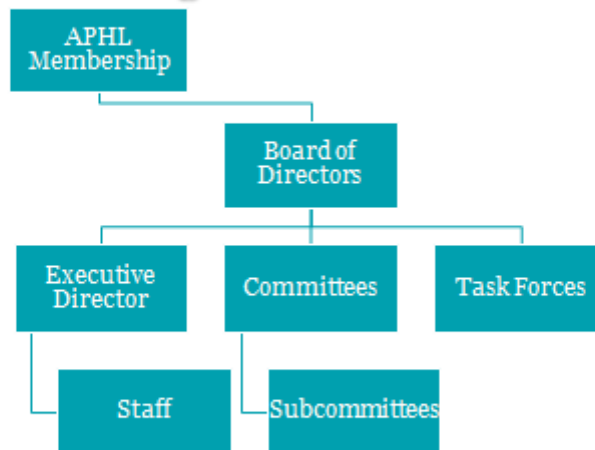 APHL
Membership
Board of
Directors
Executive
Director
Committees
Task Forces
Staff
Subcommittees